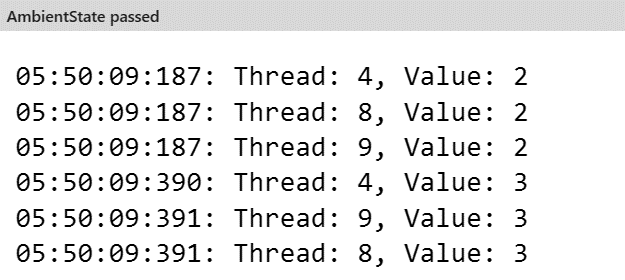 AmbientState passed
05:50:09:187: Thread: 4, Value: 2
05:50:09:187: Thread: 8, Value: 2
05:50:09:187: Thread: 9, Value: 2
05:50:09:390: Thread: 4, Value: 3
05:50:09:391: Thread: 9, Value: 3
05:50:09:391: Thread: 8, Value: 3